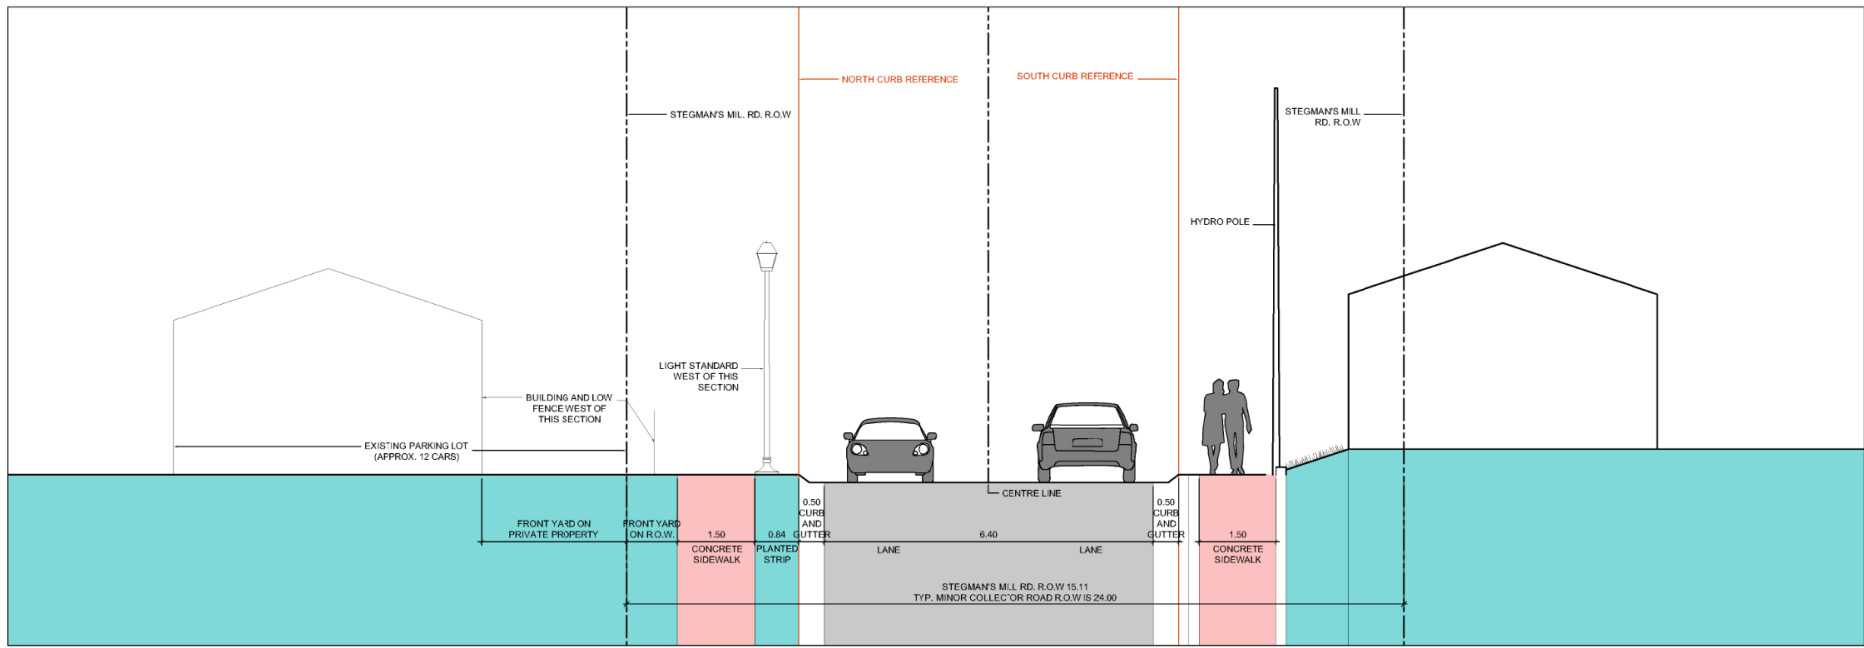 NORTH CURB REFERENCE
SOUTH CURB REFERENCE
STEGMAN'S MIL. RD. R.O.W
STEGMAN'S MILL
RD. R.O.W
HYDRO POLE
LIGHT STANDARD
WEST OF THIS
SECTION
BUILDING AND LOW
FENCE WEST OF
THIS SECTION
EXISTING PARKING LOT
(APPROX. 12 CARS)
CENTRE LINE
FRONT YARD ON
PRIVATE PROPERTY
FRONT YARD
ON R.O.W.
1.50
CONCRETE
SIDEWALK
0.84
PLANTED
STRIP
0.50
CURB
AND
GUTTER
6.40
LANE
LANE
0.50
CURB
AND
GUTTER
1.50
CONCRETE
SIDEWALK
STEGMAN'S MILL RD. R.O.W 15.11
TYP. MINOR COLLECTOR ROAD R.O.W IS 24.00